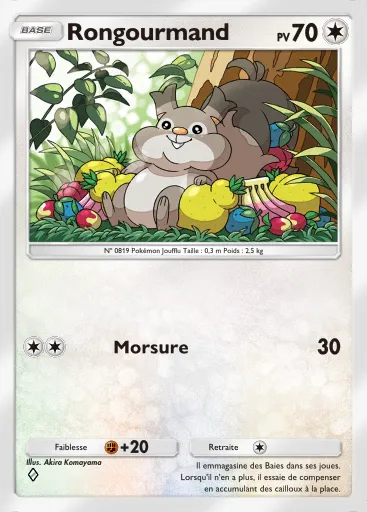 BASE Rongourmand PV 70
N° 0819 Pokémon Joufflu Taille : 0,3 m Poids : 2,5 kg
Morsure 30
Faiblesse +20 Retraite
Illus. Akira Komayama
Il emmagasine des Baies dans ses joues.
Lorsqu'il n'en a plus, il essaie de compenser
en accumulant des cailloux à la place.